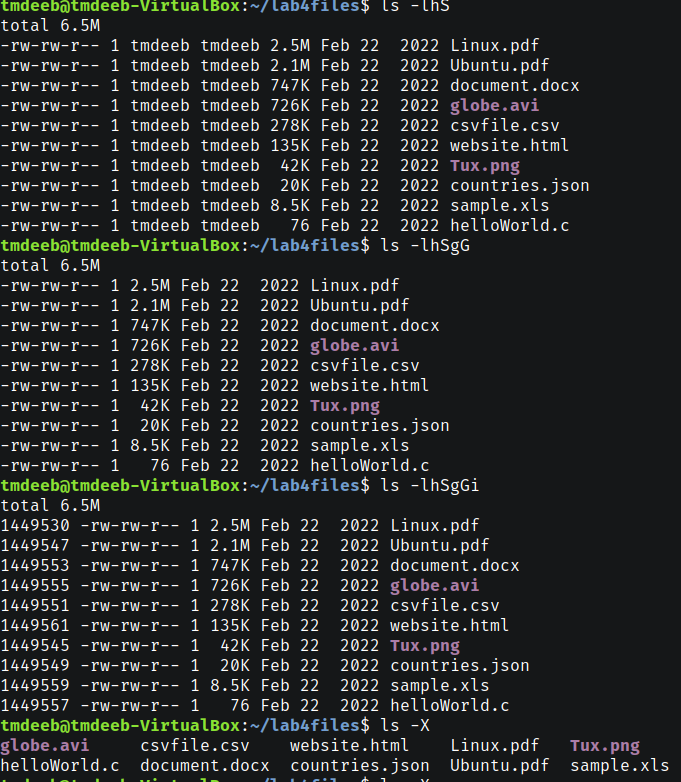 tmdeeb@tmdeeb-VirtualBox:~/lab4files$ ls -lhS
total 6.5M
-rw-rw-r-- 1 tmdeeb tmdeeb 2.5M Feb 22  2022 Linux.pdf
-rw-rw-r-- 1 tmdeeb tmdeeb 2.1M Feb 22  2022 Ubuntu.pdf
-rw-rw-r-- 1 tmdeeb tmdeeb 747K Feb 22  2022 document.docx
-rw-rw-r-- 1 tmdeeb tmdeeb 726K Feb 22  2022 globe.avi
-rw-rw-r-- 1 tmdeeb tmdeeb 278K Feb 22  2022 csvfile.csv
-rw-rw-r-- 1 tmdeeb tmdeeb 135K Feb 22  2022 website.html
-rw-rw-r-- 1 tmdeeb tmdeeb  42K Feb 22  2022 Tux.png
-rw-rw-r-- 1 tmdeeb tmdeeb  20K Feb 22  2022 countries.json
-rw-rw-r-- 1 tmdeeb tmdeeb 8.5K Feb 22  2022 sample.xls
-rw-rw-r-- 1 tmdeeb tmdeeb   76 Feb 22  2022 helloWorld.c
tmdeeb@tmdeeb-VirtualBox:~/lab4files$ ls -lhSgG
total 6.5M
-rw-rw-r-- 1 2.5M Feb 22  2022 Linux.pdf
-rw-rw-r-- 1 2.1M Feb 22  2022 Ubuntu.pdf
-rw-rw-r-- 1 747K Feb 22  2022 document.docx
-rw-rw-r-- 1 726K Feb 22  2022 globe.avi
-rw-rw-r-- 1 278K Feb 22  2022 csvfile.csv
-rw-rw-r-- 1 135K Feb 22  2022 website.html
-rw-rw-r-- 1  42K Feb 22  2022 Tux.png
-rw-rw-r-- 1  20K Feb 22  2022 countries.json
-rw-rw-r-- 1 8.5K Feb 22  2022 sample.xls
-rw-rw-r-- 1   76 Feb 22  2022 helloWorld.c
tmdeeb@tmdeeb-VirtualBox:~/lab4files$ ls -lhSgGi
total 6.5M
1449530 -rw-rw-r-- 1 2.5M Feb 22  2022 Linux.pdf
1449547 -rw-rw-r-- 1 2.1M Feb 22  2022 Ubuntu.pdf
1449553 -rw-rw-r-- 1 747K Feb 22  2022 document.docx
1449555 -rw-rw-r-- 1 726K Feb 22  2022 globe.avi
1449551 -rw-rw-r-- 1 278K Feb 22  2022 csvfile.csv
1449561 -rw-rw-r-- 1 135K Feb 22  2022 website.html
1449545 -rw-rw-r-- 1  42K Feb 22  2022 Tux.png
1449549 -rw-rw-r-- 1  20K Feb 22  2022 countries.json
1449559 -rw-rw-r-- 1 8.5K Feb 22  2022 sample.xls
1449557 -rw-rw-r-- 1   76 Feb 22  2022 helloWorld.c
tmdeeb@tmdeeb-VirtualBox:~/lab4files$ ls -X
globe.avi     csvfile.csv    website.html    Linux.pdf   Tux.png
helloWorld.c  document.docx  countries.json  Ubuntu.pdf  sample.xls